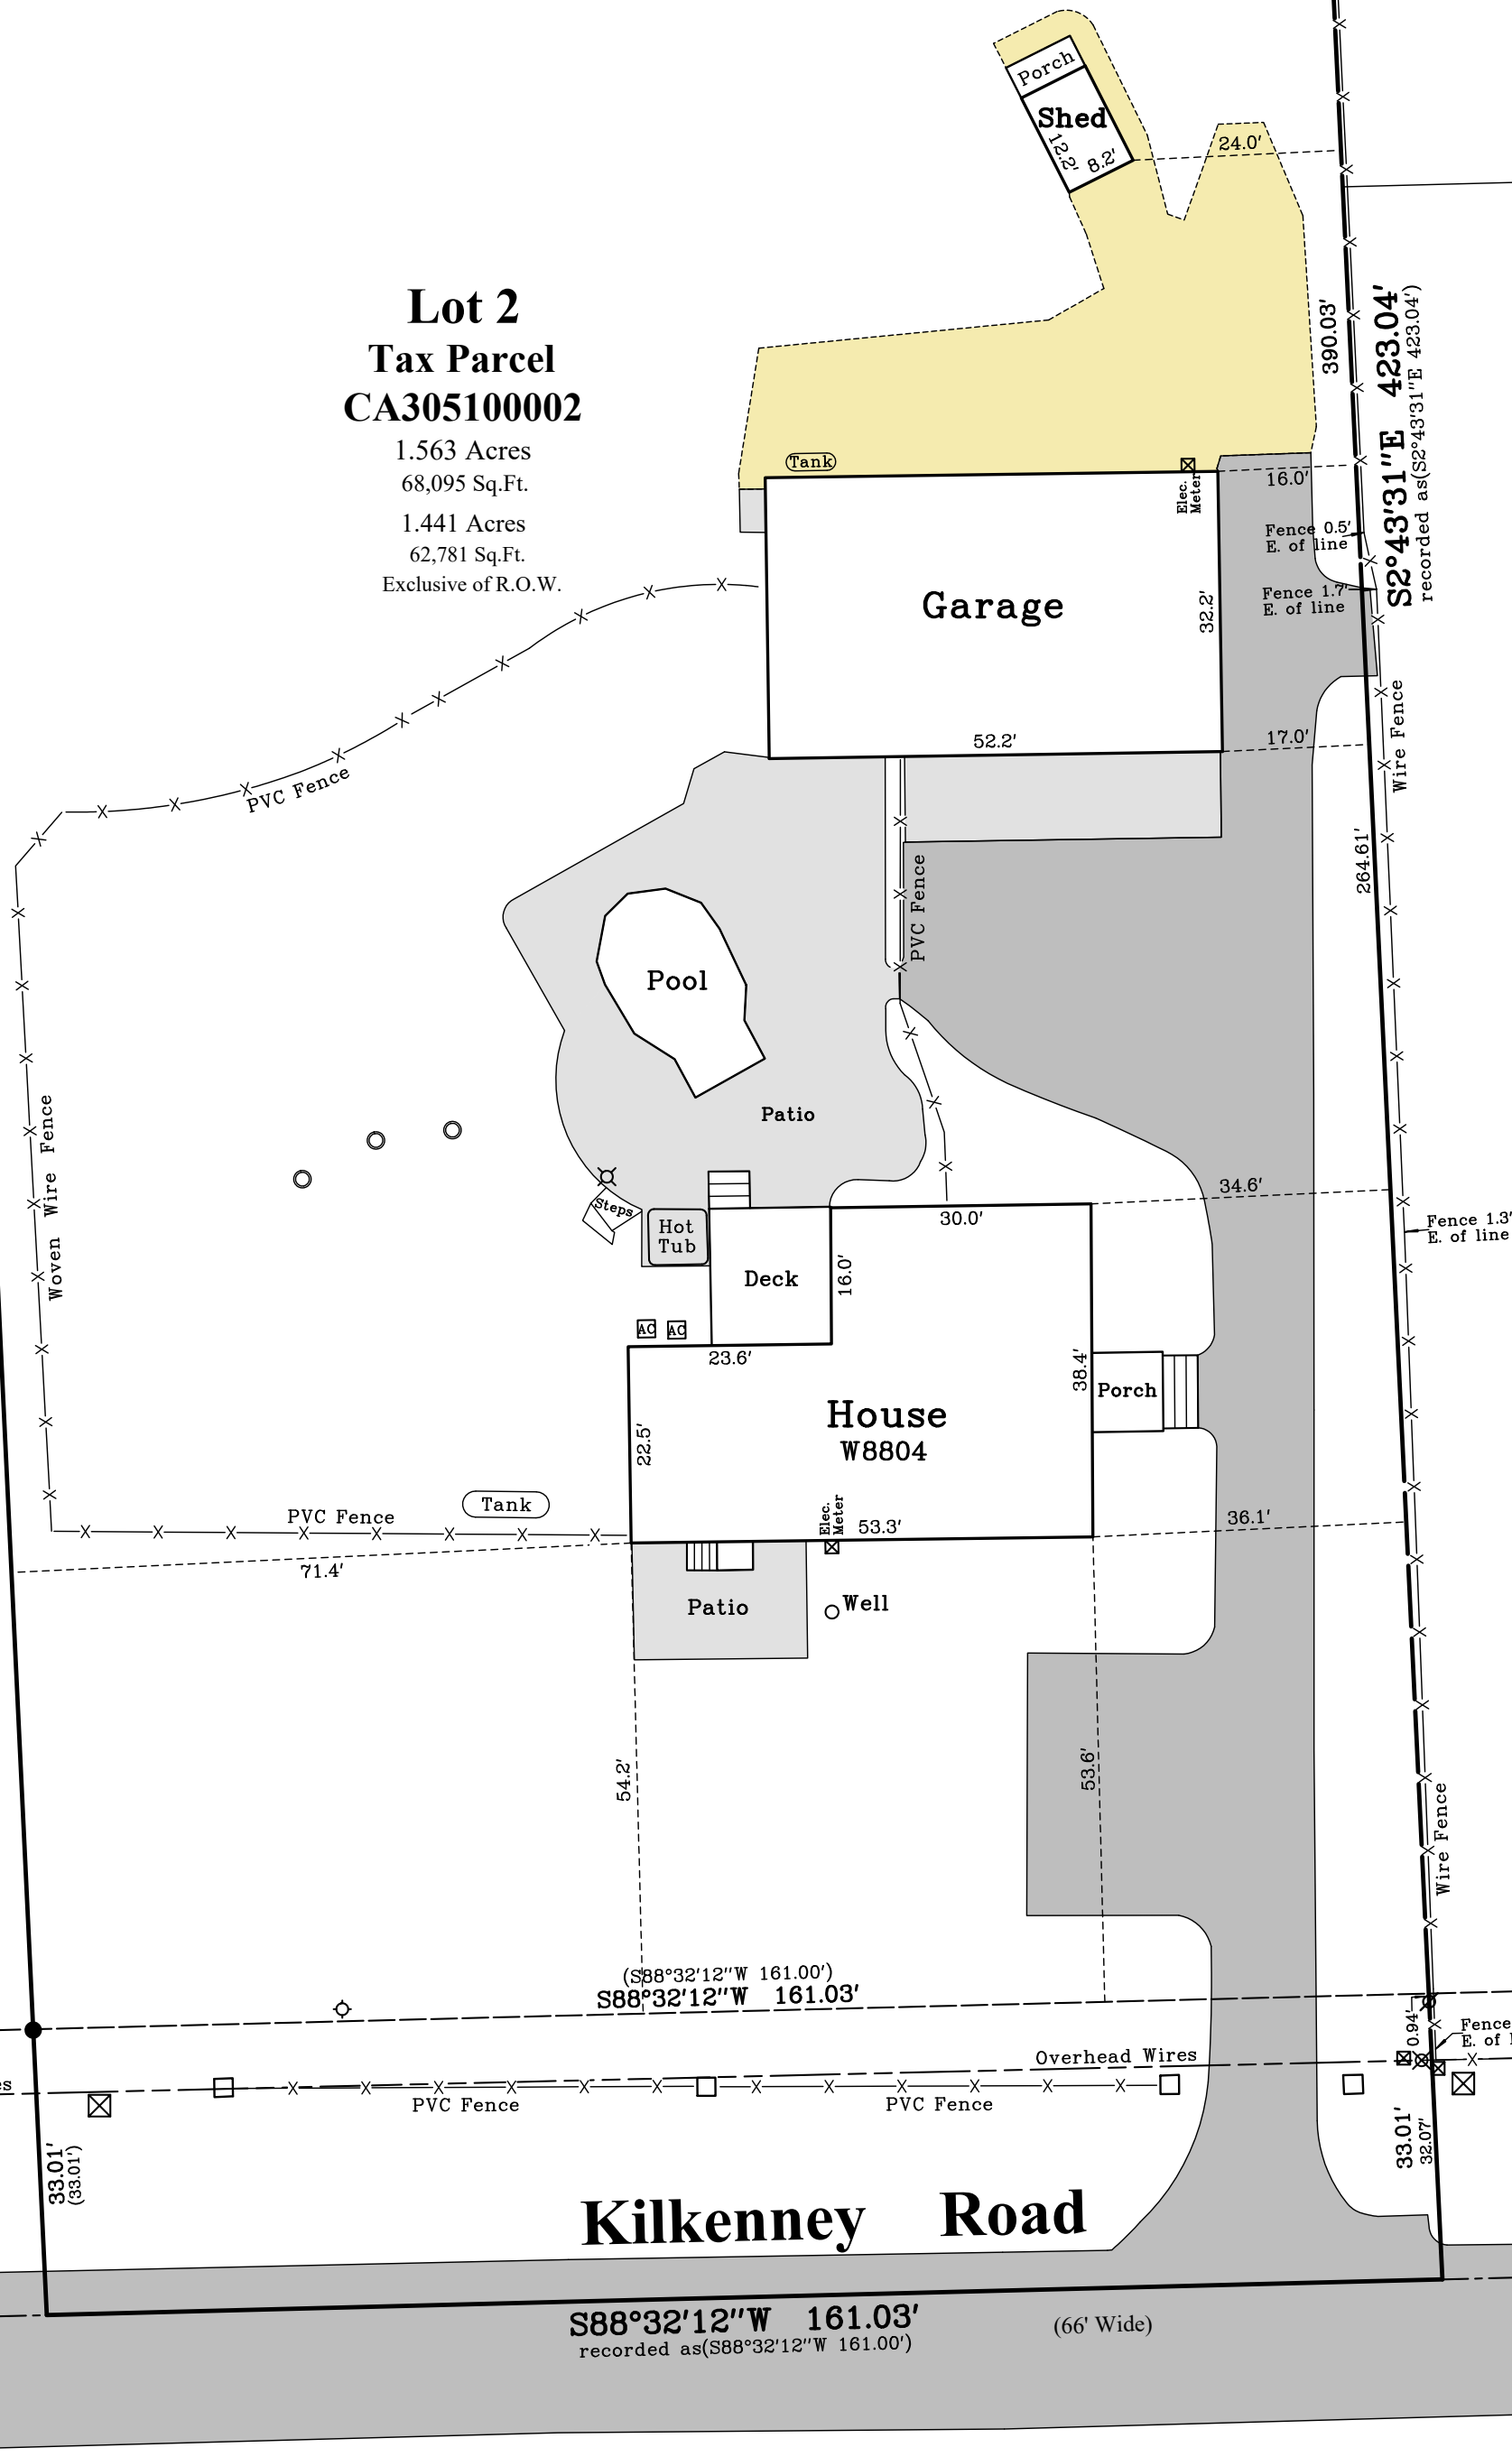 Porch
Shed
12.2'
8.2'
24.0'
Lot 2
Tax Parcel
CA305100002
1.563 Acres
68,095 Sq.Ft.
1.441 Acres
62,781 Sq.Ft.
Exclusive of R.O.W.
390.03'
S2°43'31"E 423.04'
recorded as(S2°43'31"E 423.04')
Tank
Elec.
Meter
16.0'
Fence 0.5'
E. of line
Fence 1.7'
E. of line
Garage
32.2'
52.2'
17.0'
Wire Fence
PVC Fence
264.61'
PVC Fence
Pool
Patio
Woven Wire Fence
Steps
Hot
Tub
Deck
16.0'
30.0'
34.6'
Fence 1.3'
E. of line
AC
AC
23.6'
38.4'
Porch
House
W8804
22.5'
Tank
PVC Fence
Elec.
Meter
53.3'
36.1'
71.4'
Patio
Well
54.2'
53.6'
Wire Fence
(S88°32'12"W 161.00')
S88°32'12"W 161.03'
0.94'
Fence
E. of
Overhead Wires
PVC Fence
PVC Fence
33.01'
(33.01')
33.01'
32.07'
Kilkenney Road
S88°32'12"W 161.03'
(66' Wide)
recorded as(S88°32'12"W 161.00')